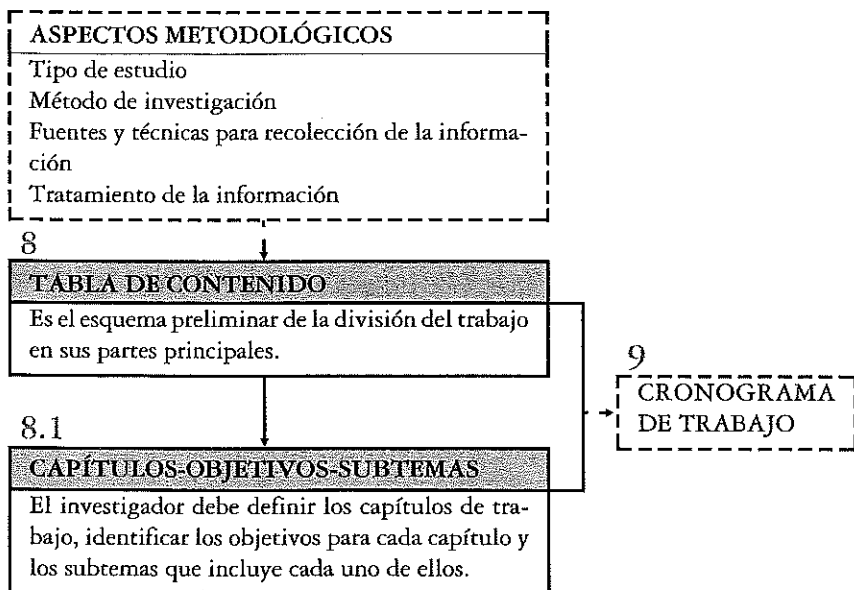 ASPECTOS METODOLÓGICOS
Tipo de estudio
Método de investigación
Fuentes y técnicas para recolección de la informa-
ción
Tratamiento de la información
8
TABLA DE CONTENIDO
Es el esquema preliminar de la división del trabajo
en sus partes principales.
9
CRONOGRAMA
DE TRABAJO
8.1
CAPÍTULOS-OBJETIVOS-SUBTEMAS
El investigador debe definir los capítulos de tra-
bajo, identificar los objetivos para cada capítulo y
los subtemas que incluye cada uno de ellos.